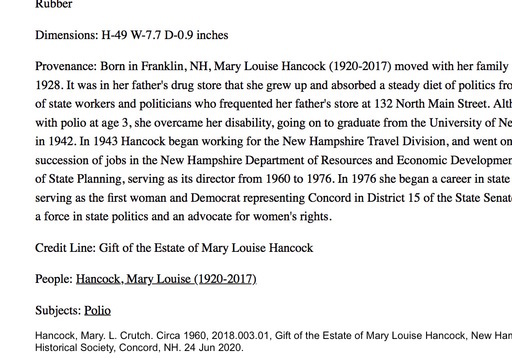 Rubber
Dimensions: H-49 W-7.7 D-0.9 inches
Provenance: Born in Franklin, NH, Mary Louise Hancock (1920-2017) moved with her family
1928. It was in her father's drug store that she grew up and absorbed a steady diet of politics fro
of state workers and politicians who frequented her father's store at 132 North Main Street. Alt
with polio at age 3, she overcame her disability, going on to graduate from the University of Ne
in 1942. In 1943 Hancock began working for the New Hampshire Travel Division, and went on
succession of jobs in the New Hampshire Department of Resources and Economic Developmen
of State Planning, serving as its director from 1960 to 1976. In 1976 she began a career in state
serving as the first woman and Democrat representing Concord in District 15 of the State Senat
a force in state politics and an advocate for women's rights.
Credit Line: Gift of the Estate of Mary Louise Hancock
People: Hancock, Mary Louise (1920-2017)
Subjects: Polio
Hancock, Mary. L. Crutch. Circa 1960, 2018.003.01, Gift of the Estate of Mary Louise Hancock, New Ham
Historical Society, Concord, NH. 24 Jun 2020.